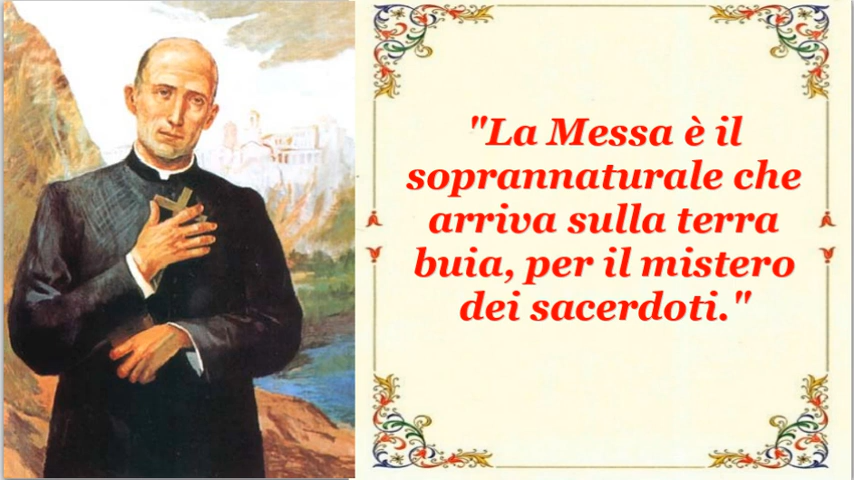 "La Messa è il
soprannaturale che
arriva sulla terra
buia, per il mistero
dei sacerdoti."